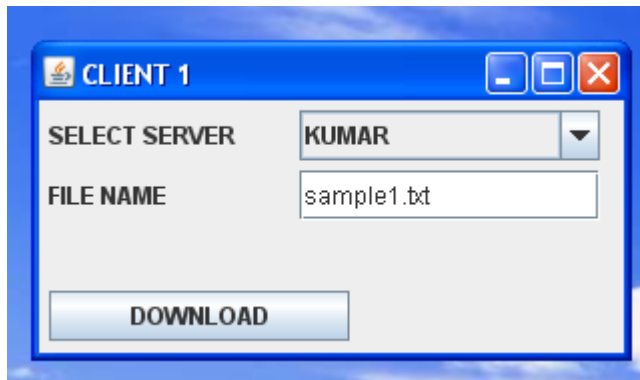 CLIENT 1
SELECT SERVER KUMAR
FILE NAME sample1.txt
DOWNLOAD